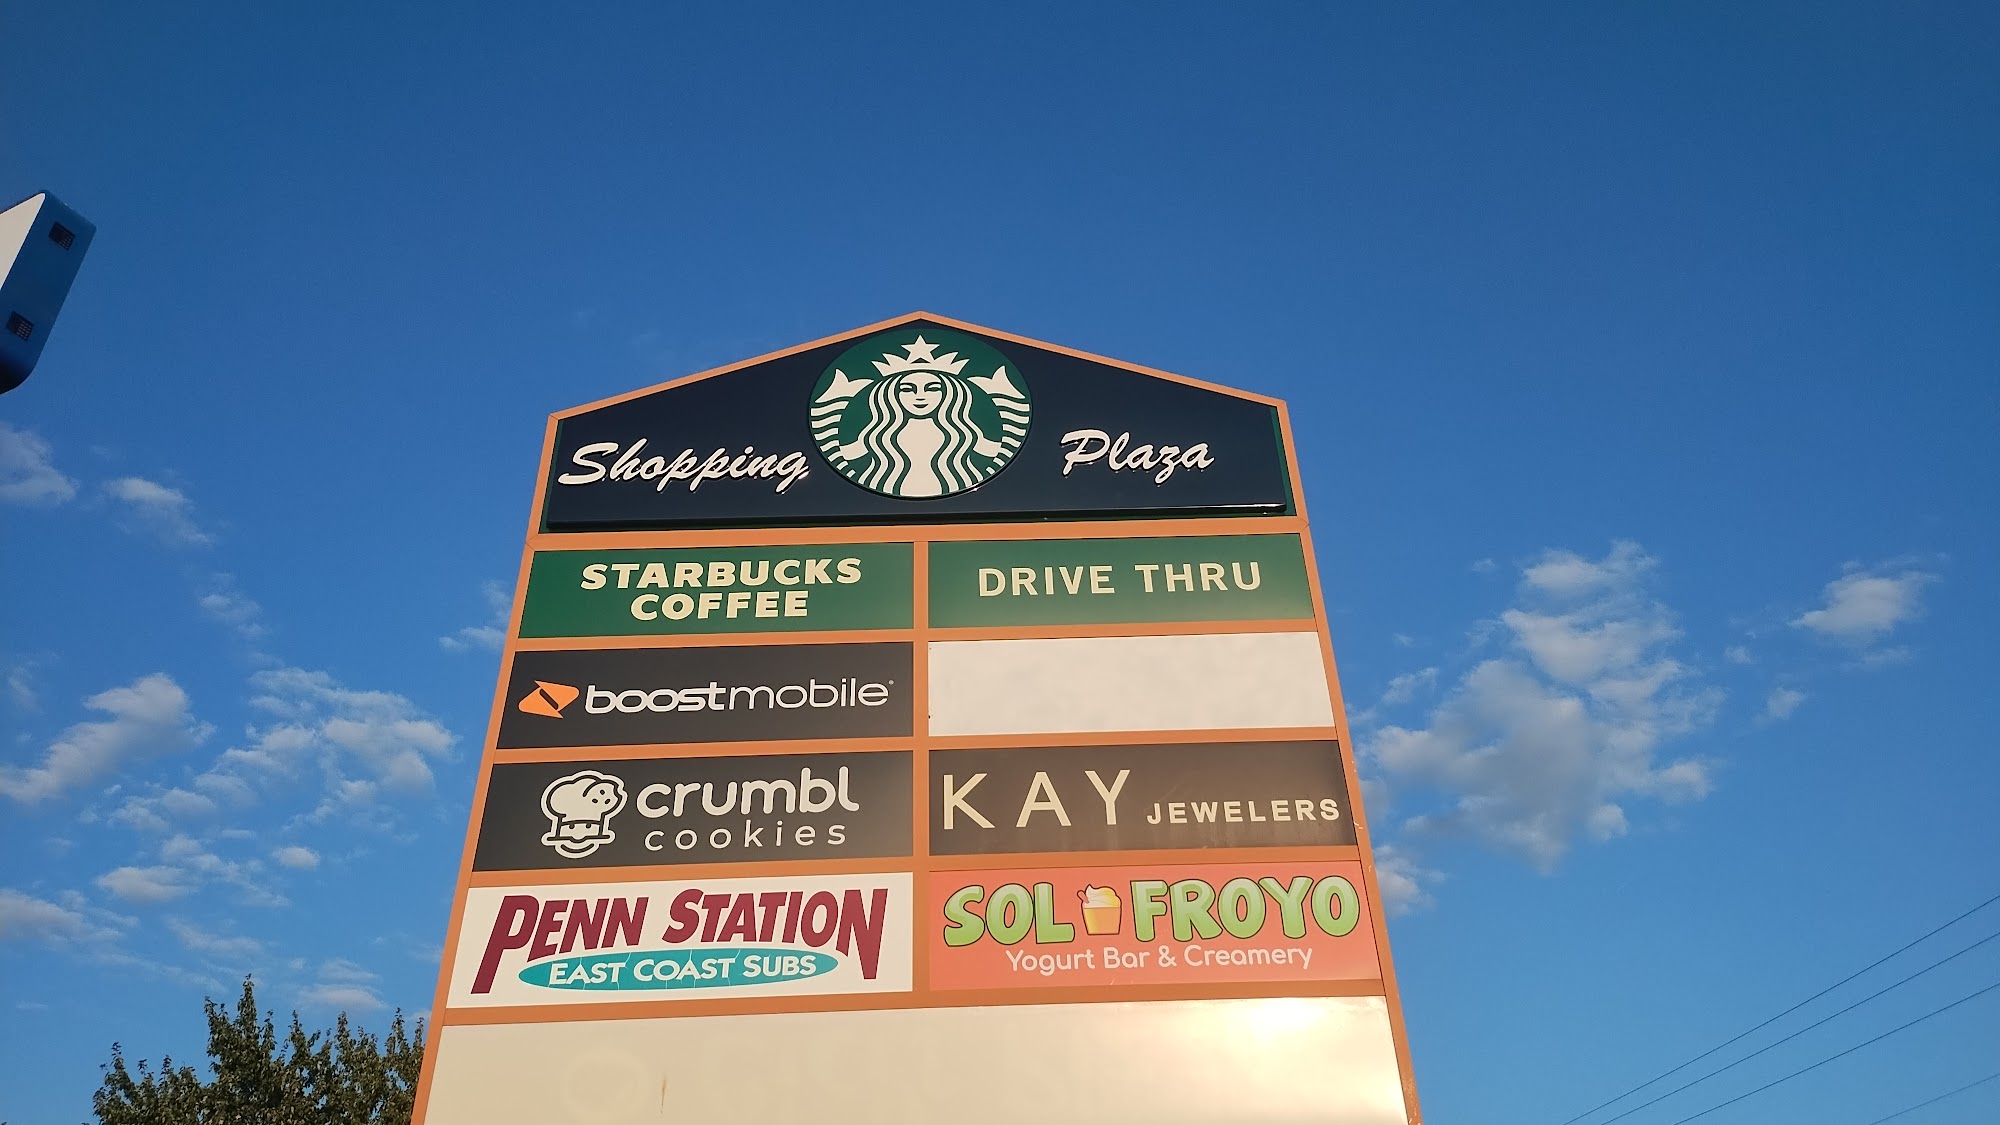 Shopping Plaza
STARBUCKS
COFFEE
DRIVE THRU
boostmobile
crumbl
cookies
KAY JEWELERS
PENN STATION
EAST COAST SUBS
SOL FROYO
Yogurt Bar & Creamery